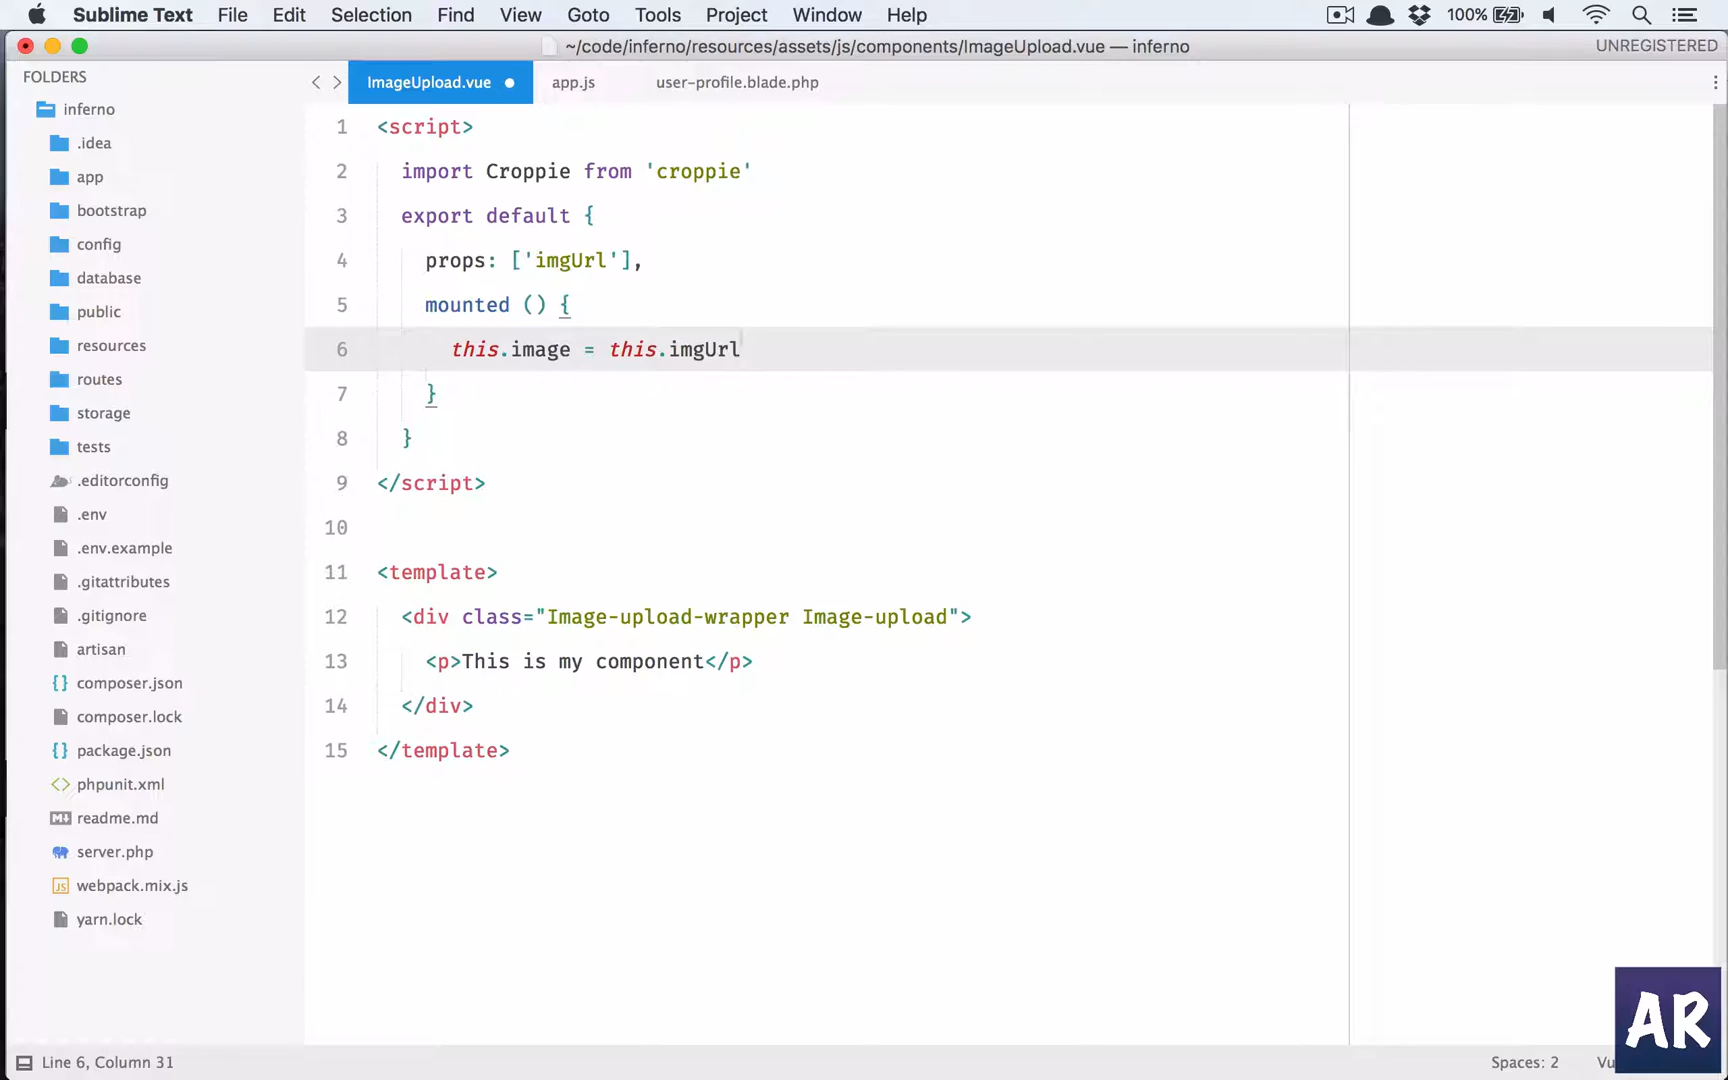 Sublime Text File Edit Selection Find View Goto Tools Project Window Help 100%
~/code/inferno/resources/assets/js/components/ImageUpload.vue — inferno UNREGISTERED
FOLDERS
inferno
.idea
app
bootstrap
config
database
public
resources
routes
storage
tests
.editorconfig
.env
.env.example
.gitattributes
.gitignore
artisan
composer.json
composer.lock
package.json
phpunit.xml
readme.md
server.php
webpack.mix.js
yarn.lock
ImageUpload.vue app.js user-profile.blade.php
1 <script>
2 import Croppie from 'croppie'
3 export default {
4 props: ['imgUrl'],
5 mounted () {
6 this.image = this.imgUrl
7 }
8 }
9 </script>
10
11 <template>
12 <div class="Image-upload-wrapper Image-upload">
13 <p>This is my component</p>
14 </div>
15 </template>
Line 6, Column 31 Spaces: 2
AR